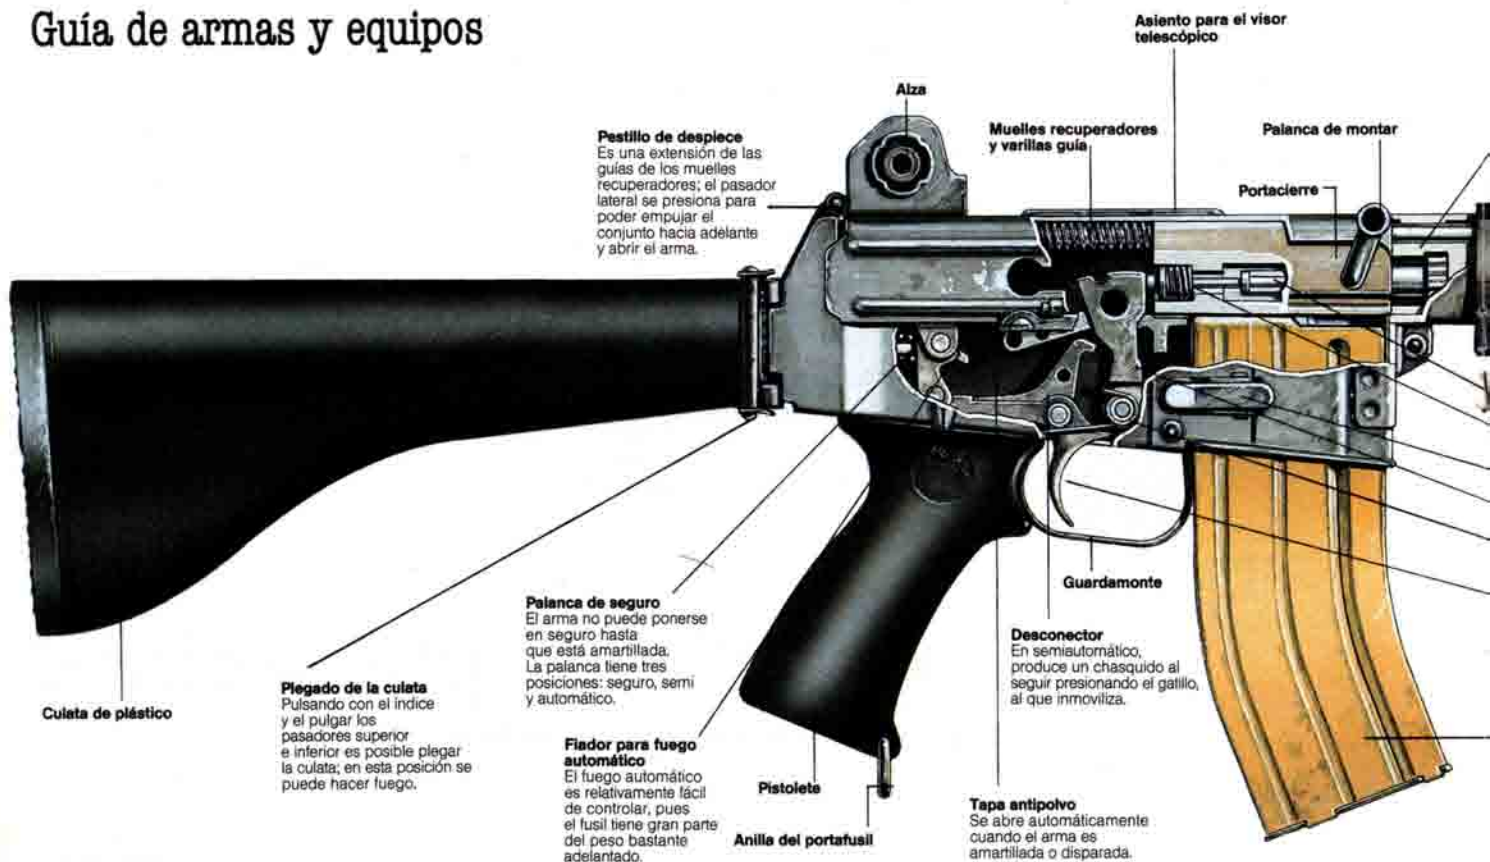 Guía de armas y equipos
Asiento para el visor
telescópico
Alza
Pestillo de despiece
Es una extensión de las
guías de los muelles
recuperadores; el pasador
lateral se presiona para
poder empujar el
conjunto hacia adelante
y abrir el arma.
Muelles recuperadores
y varillas guía
Palanca de montar
Portacierre
Culata de plástico
Plegado de la culata
Pulsando con el índice
y el pulgar los
pasadores superior
e inferior es posible plegar
la culata; en esta posición se
puede hacer fuego.
Palanca de seguro
El arma no puede ponerse
en seguro hasta
que está amartillada.
La palanca tiene tres
posiciones: seguro, semi
y automático.
Fiador para fuego
automático
El fuego automático
es relativamente fácil
de controlar, pues
el fusil tiene gran parte
del peso bastante
adelantado.
Pistolete
Anilla del portafusil
Guardamonte
Desconector
En semiautomático,
produce un chasquido al
seguir presionando el gatillo,
al que inmoviliza.
Tapa antipolvo
Se abre automáticamente
cuando el arma es
amartillada o disparada.